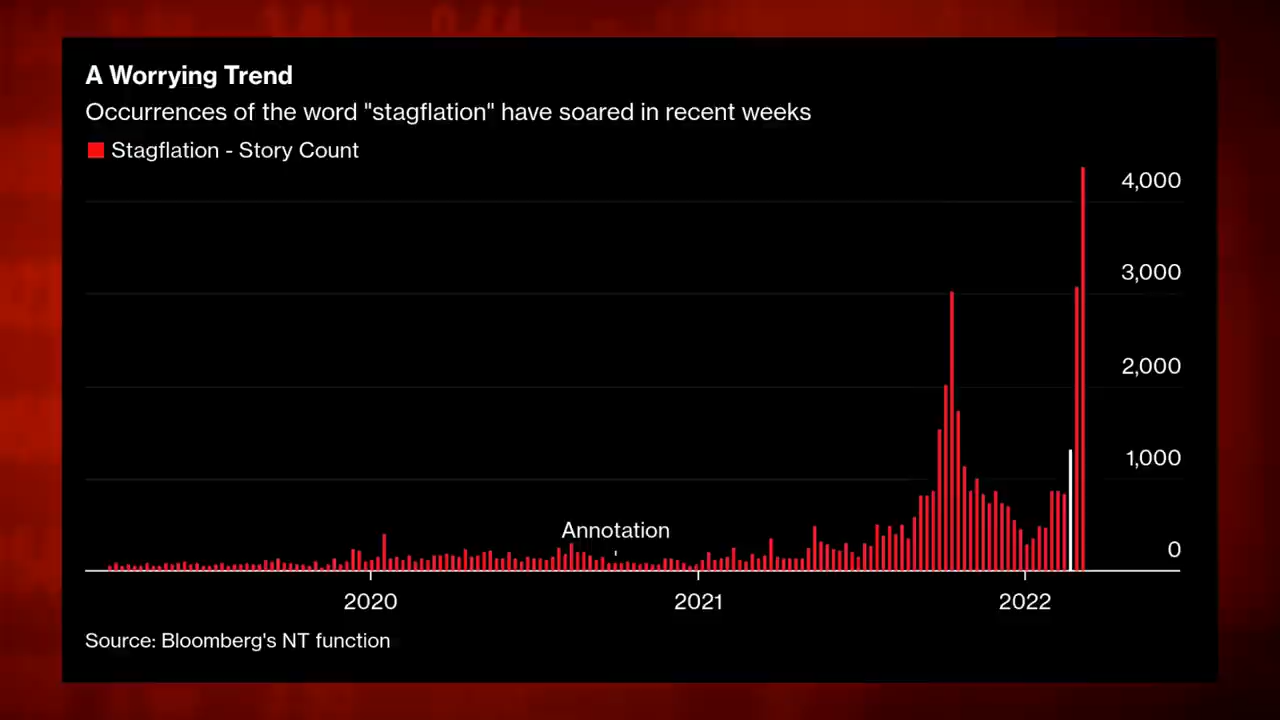 A Worrying Trend
Occurrences of the word "stagflation" have soared in recent weeks
Stagflation - Story Count
4,000
3,000
2,000
1,000
Annotation
0
2020 2021 2022
Source: Bloomberg's NT function